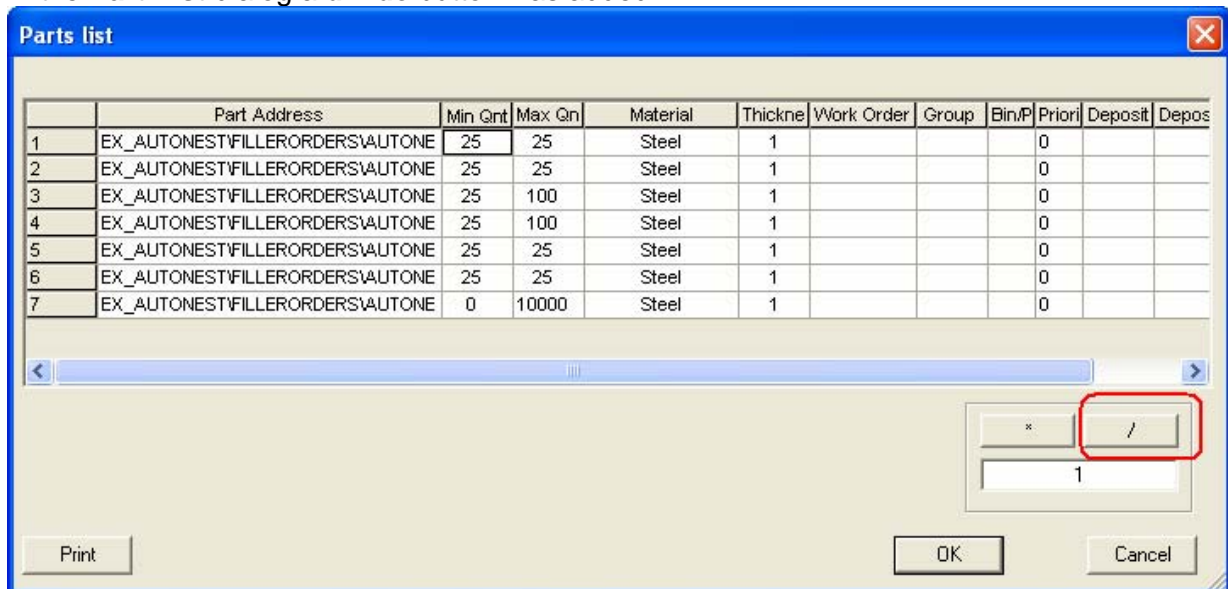 Parts list
Part Address Min Qnt Max Qn Material Thickne Work Order Group Bin/P Priori Deposit Depos
1 EX_AUTONEST\FILLERORDERS\AUTONE 25 25 Steel 1 0
2 EX_AUTONEST\FILLERORDERS\AUTONE 25 25 Steel 1 0
3 EX_AUTONEST\FILLERORDERS\AUTONE 25 100 Steel 1 0
4 EX_AUTONEST\FILLERORDERS\AUTONE 25 100 Steel 1 0
5 EX_AUTONEST\FILLERORDERS\AUTONE 25 25 Steel 1 0
6 EX_AUTONEST\FILLERORDERS\AUTONE 25 25 Steel 1 0
7 EX_AUTONEST\FILLERORDERS\AUTONE 0 10000 Steel 1 0
* /
1
Print OK Cancel